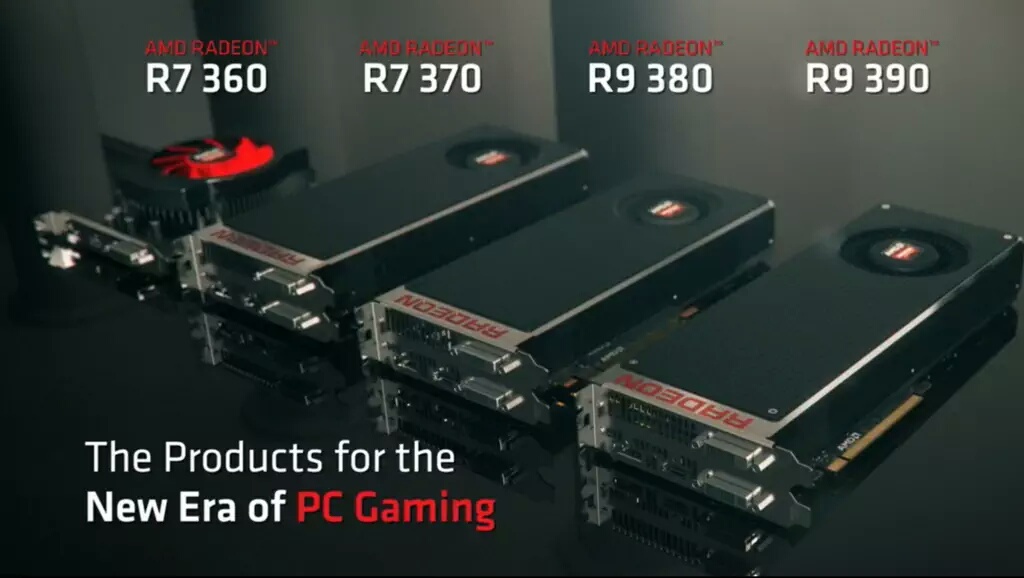 AMD RADEON™
R7 360
AMD RADEON™
R7 370
AMD RADEON™
R9 380
AMD RADEON™
R9 390
RADEON
RADEON
RADEON
AMD
The Products for the
New Era of PC Gaming